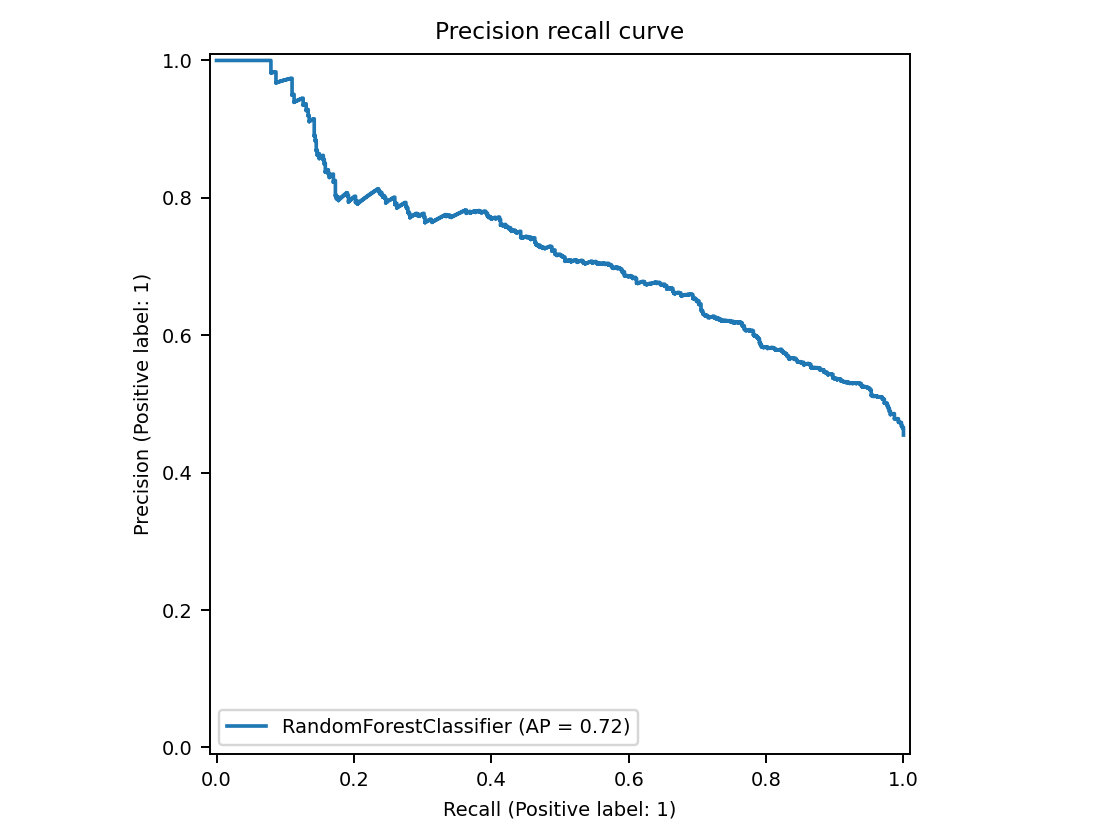 Precision recall curve
1.0
0.8
0.6
0.4
0.2
0.0
Precision (Positive label: 1)
RandomForestClassifier (AP = 0.72)
0.0 0.2 0.4 0.6 0.8 1.0
Recall (Positive label: 1)